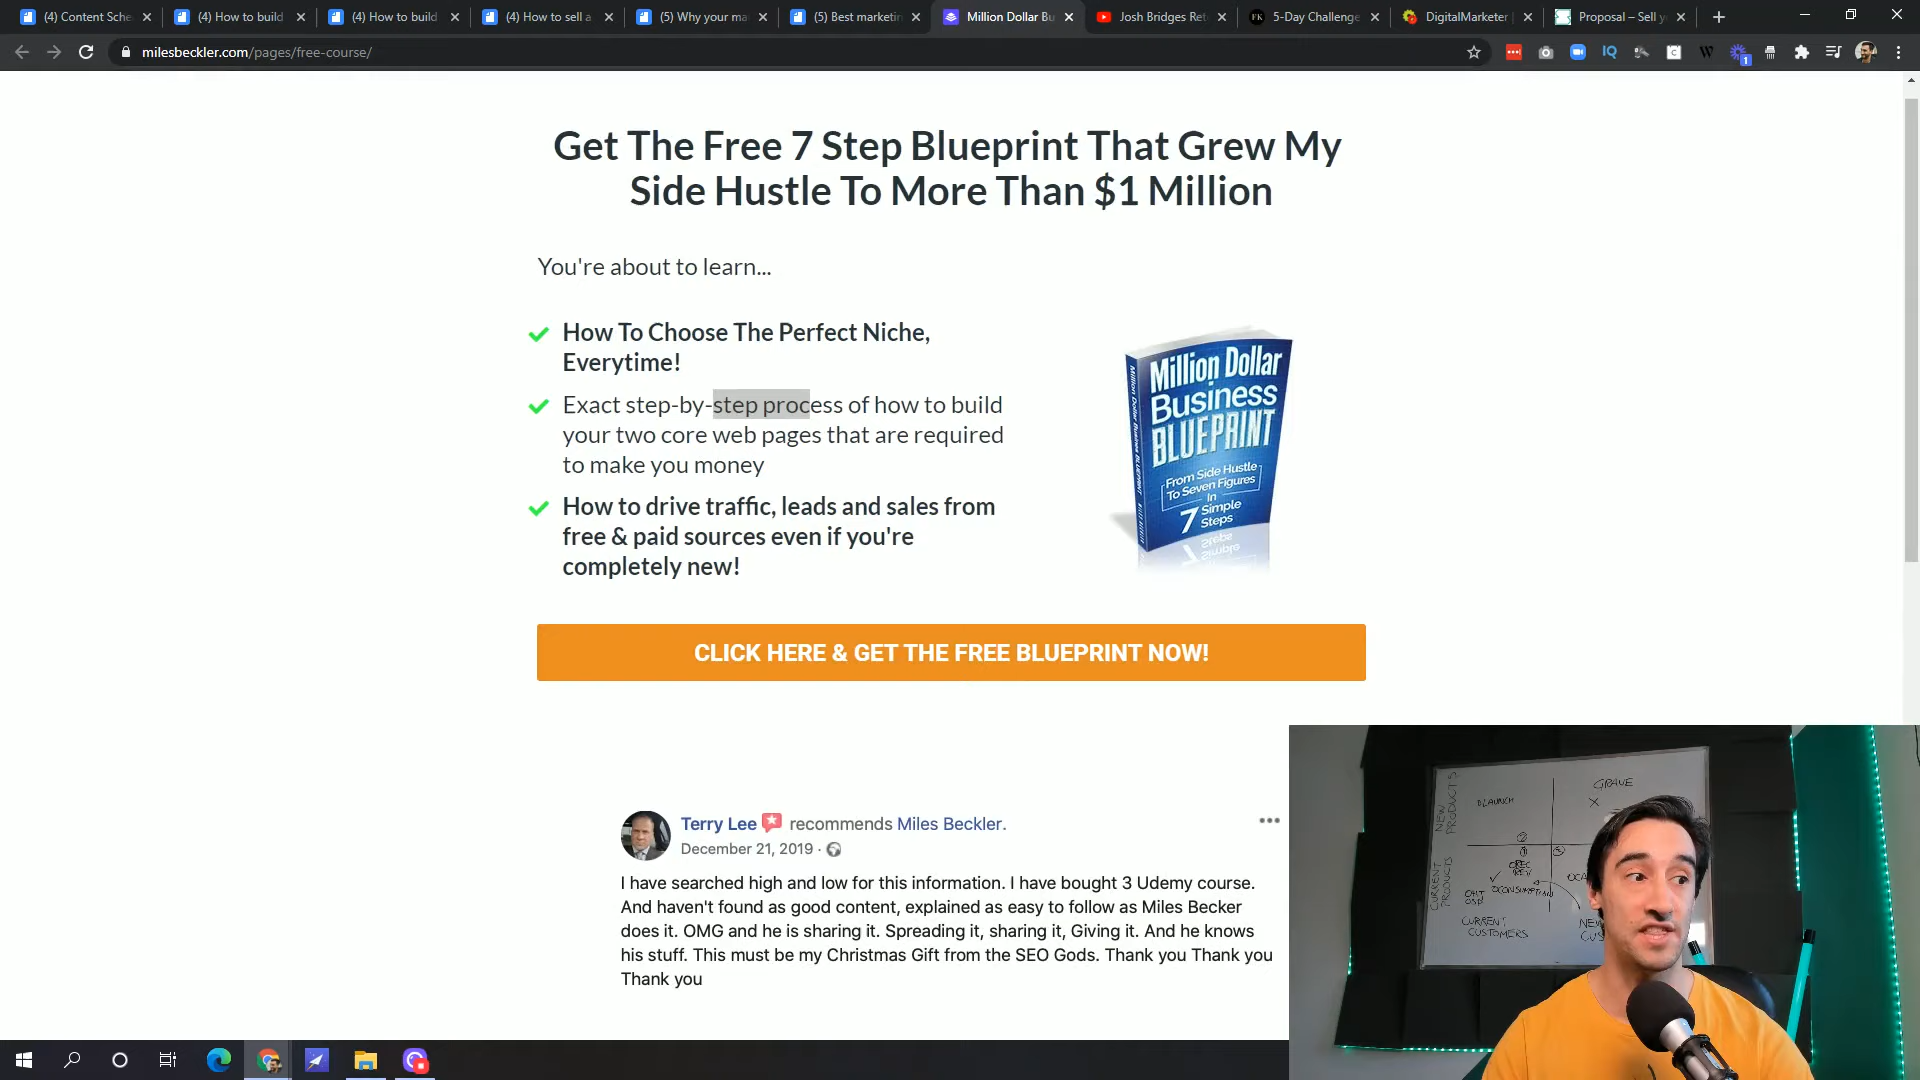 (4) Content Sche
(4) How to build
(4) How to build
(4) How to sell a
(5) Why your ma
(5) Best marketin
Million Dollar Bu
Josh Bridges Ret
5-Day Challenge
DigitalMarketer
Proposal – Sell y
milesbeckler.com/pages/free-course/
Get The Free 7 Step Blueprint That Grew My
Side Hustle To More Than $1 Million
You're about to learn...
How To Choose The Perfect Niche,
Everytime!
Exact step-by-step process of how to build
your two core web pages that are required
to make you money
How to drive traffic, leads and sales from
free & paid sources even if you're
completely new!
Million Dollar
Business
BLUEPRINT
From Side Hustle
To Seven Figures
In
7 Simple
Steps
CLICK HERE & GET THE FREE BLUEPRINT NOW!
Terry Lee recommends Miles Beckler.
December 21, 2019 ·
I have searched high and low for this information. I have bought 3 Udemy course.
And haven't found as good content, explained as easy to follow as Miles Becker
does it. OMG and he is sharing it. Spreading it, sharing it, Giving it. And he knows
his stuff. This must be my Christmas Gift from the SEO Gods. Thank you Thank you
Thank you
NEW
PRODUCTS
LAUNCH
GRAVE
X
CURRENT
PRODUCTS
CONSUMPTION
CURRENT
CUSTOMERS